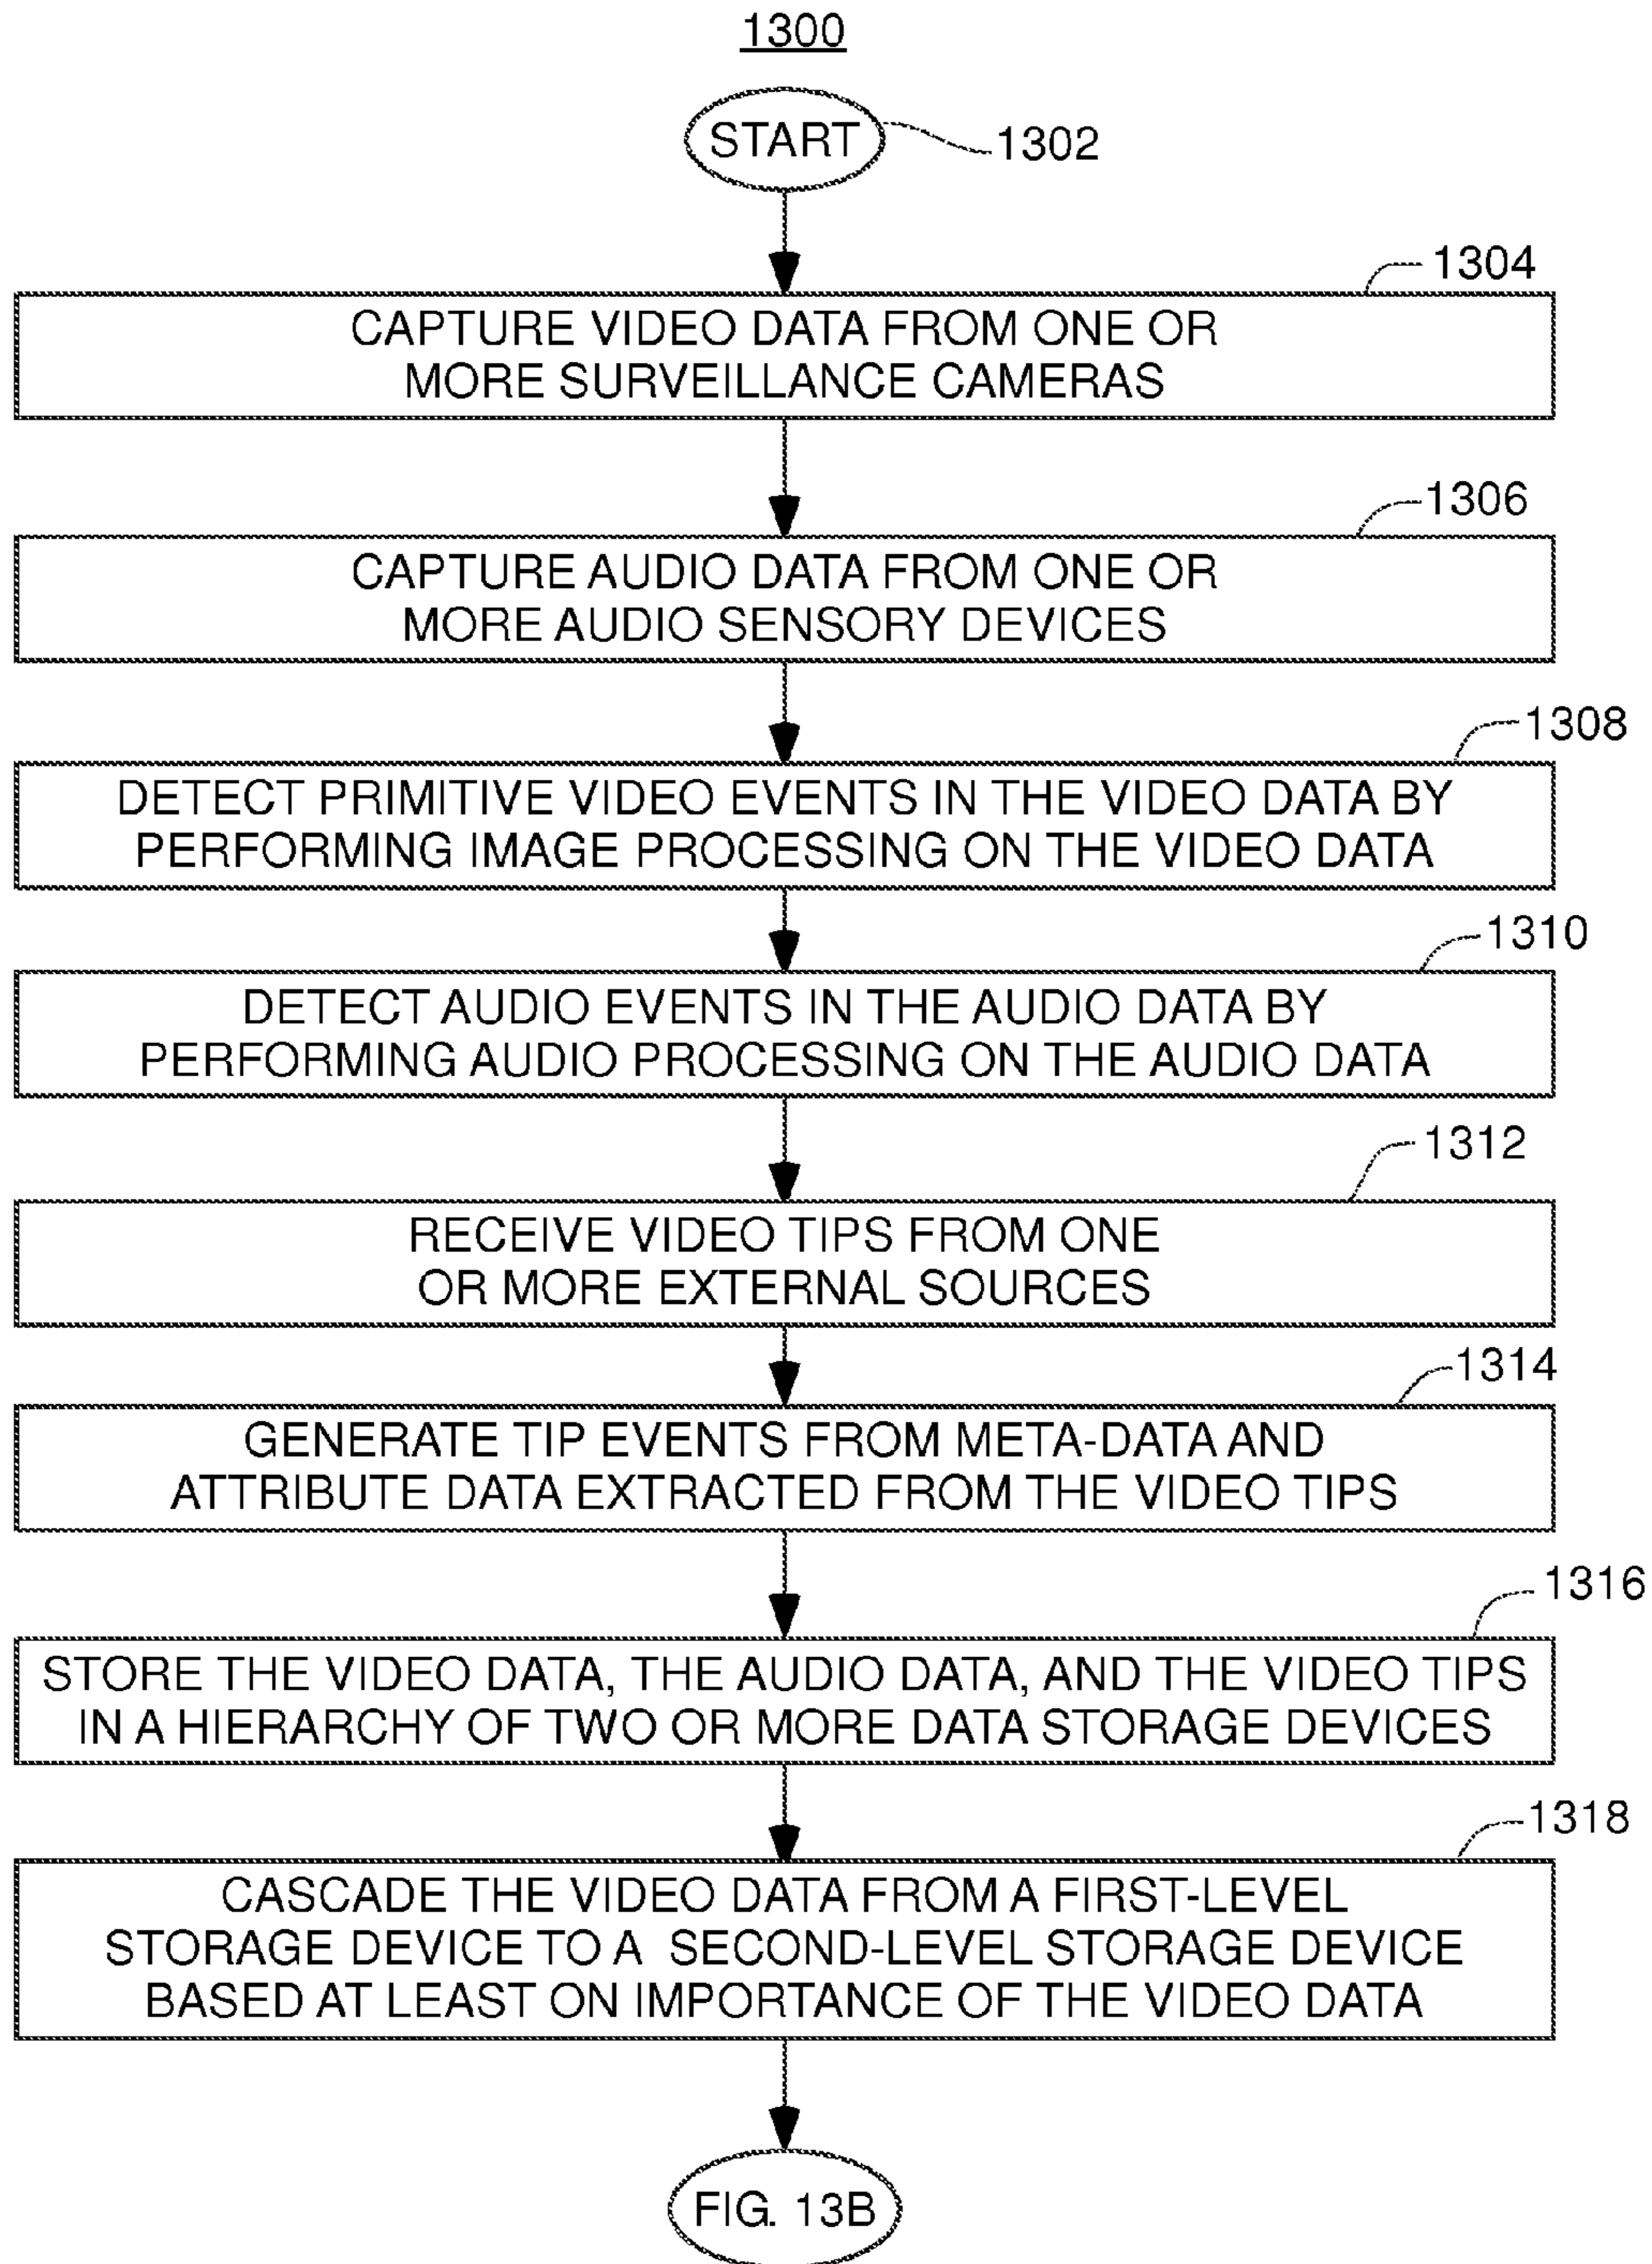 1300
START
1302
1304
CAPTURE VIDEO DATA FROM ONE OR
MORE SURVEILLANCE CAMERAS
1306
CAPTURE AUDIO DATA FROM ONE OR
MORE AUDIO SENSORY DEVICES
1308
DETECT PRIMITIVE VIDEO EVENTS IN THE VIDEO DATA BY
PERFORMING IMAGE PROCESSING ON THE VIDEO DATA
1310
DETECT AUDIO EVENTS IN THE AUDIO DATA BY
PERFORMING AUDIO PROCESSING ON THE AUDIO DATA
1312
RECEIVE VIDEO TIPS FROM ONE
OR MORE EXTERNAL SOURCES
1314
GENERATE TIP EVENTS FROM META-DATA AND
ATTRIBUTE DATA EXTRACTED FROM THE VIDEO TIPS
1316
STORE THE VIDEO DATA, THE AUDIO DATA, AND THE VIDEO TIPS
IN A HIERARCHY OF TWO OR MORE DATA STORAGE DEVICES
1318
CASCADE THE VIDEO DATA FROM A FIRST-LEVEL
STORAGE DEVICE TO A SECOND-LEVEL STORAGE DEVICE
BASED AT LEAST ON IMPORTANCE OF THE VIDEO DATA
FIG. 13B